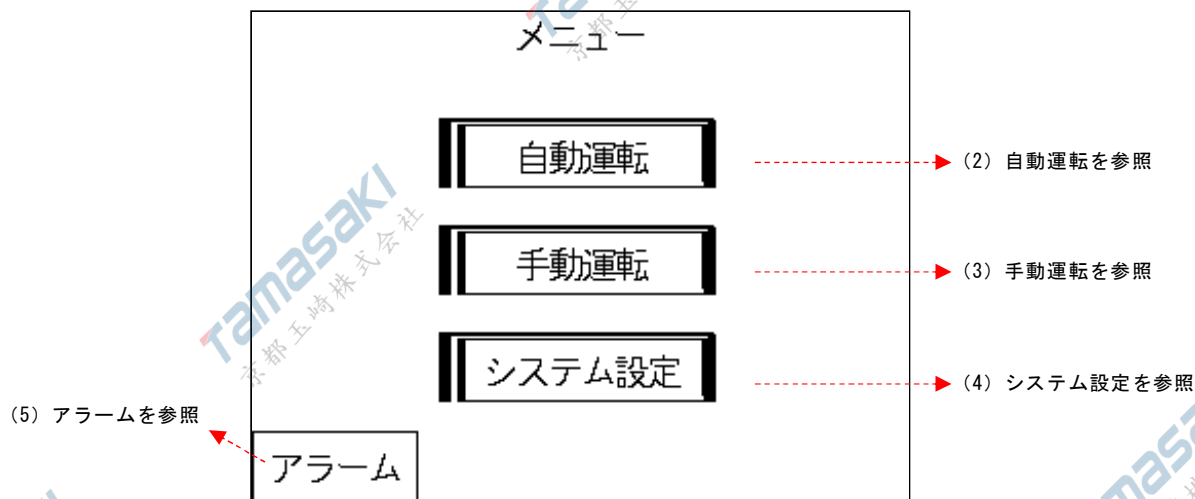 メニュー
自動運転
(2) 自動運転を参照
手動運転
(3) 手動運転を参照
システム設定
(4) システム設定を参照
(5) アラームを参照
アラーム
Tamasaki
京都玉崎株式会社